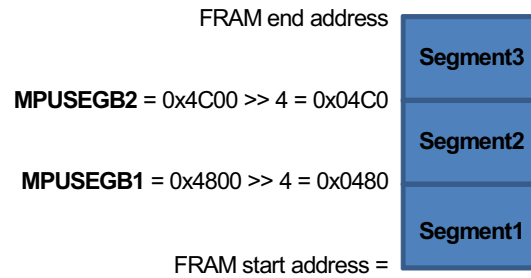 FRAM end address
Segment3
MPUSEGB2 = 0x4C00 >> 4 = 0x04C0
Segment2
MPUSEGB1 = 0x4800 >> 4 = 0x0480
Segment1
FRAM start address =